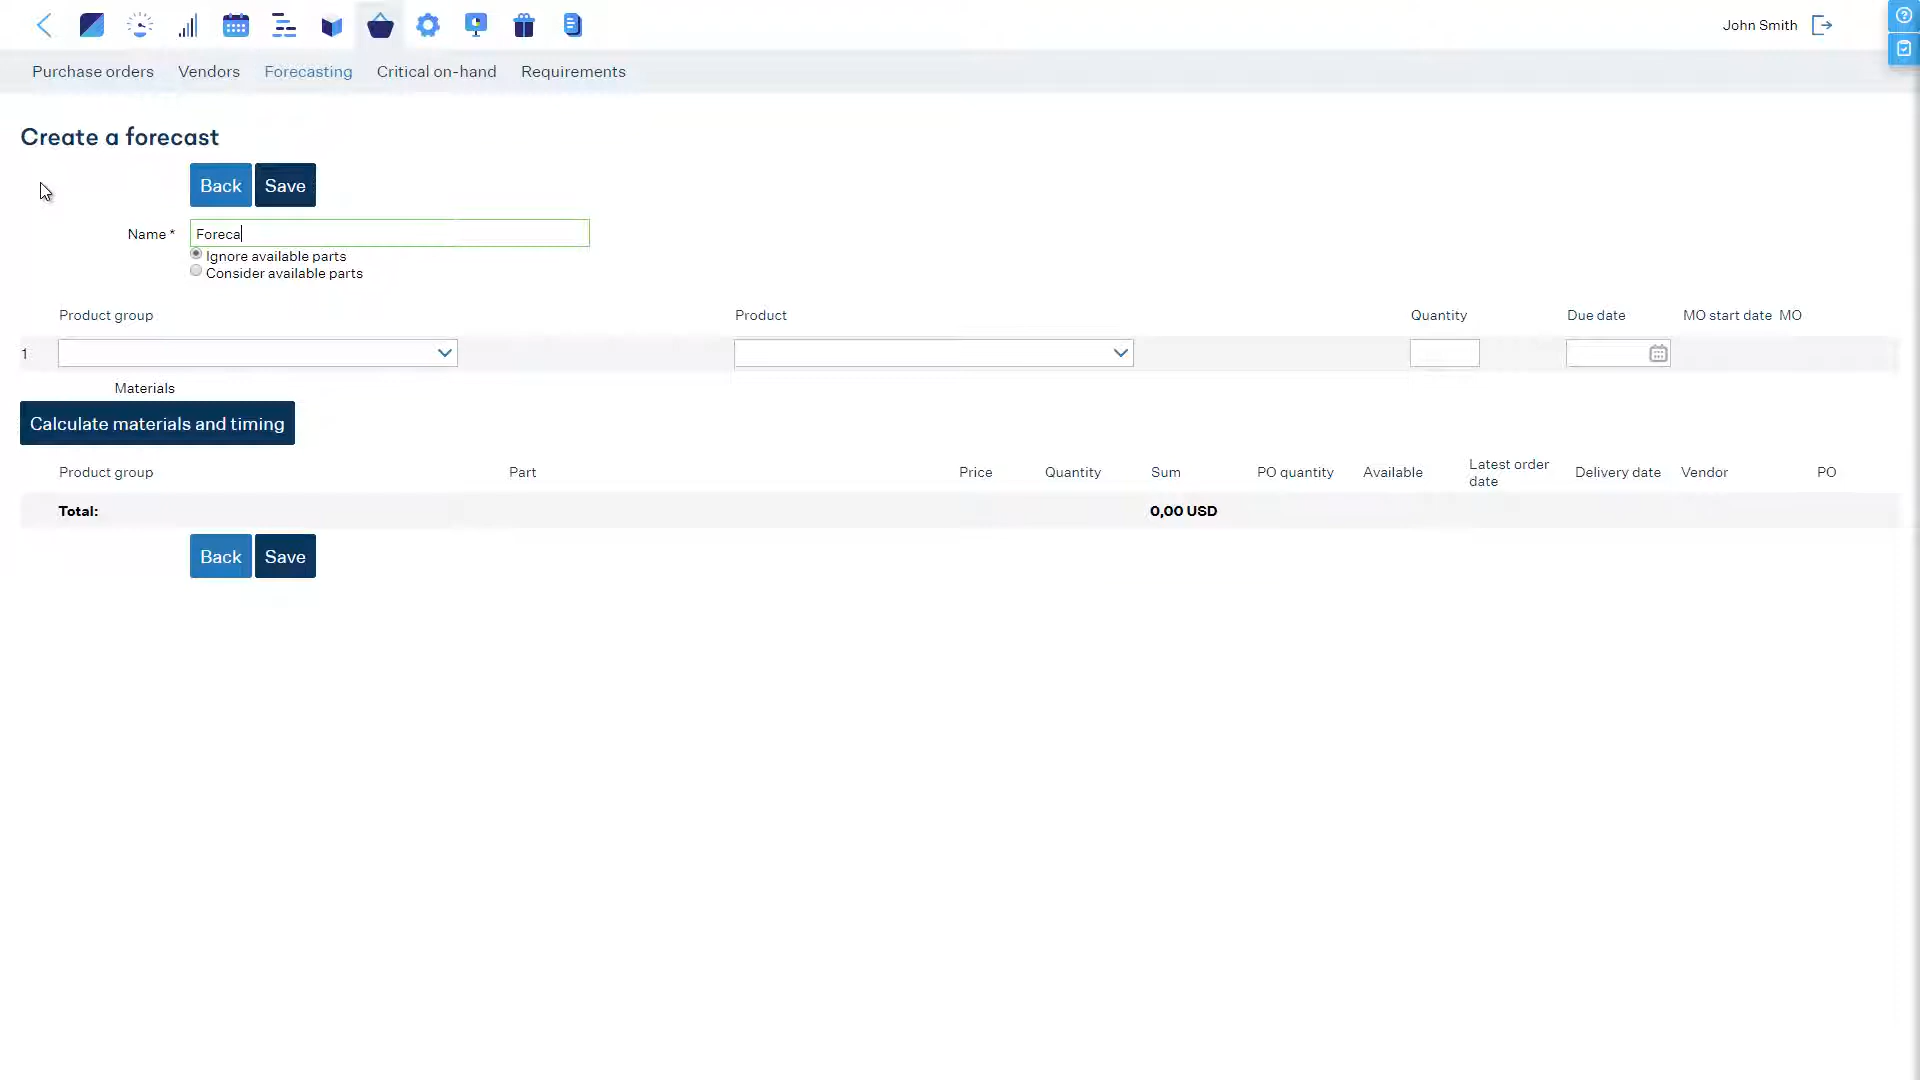 John Smith
Purchase orders Vendors Forecasting Critical on-hand Requirements
Create a forecast
Back Save
Name * Foreca
Ignore available parts
Consider available parts
Product group Product Quantity Due date MO start date MO
1
Materials
Calculate materials and timing
Product group Part Price Quantity Sum PO quantity Available Latest order date Delivery date Vendor PO
Total: 0,00 USD
Back Save